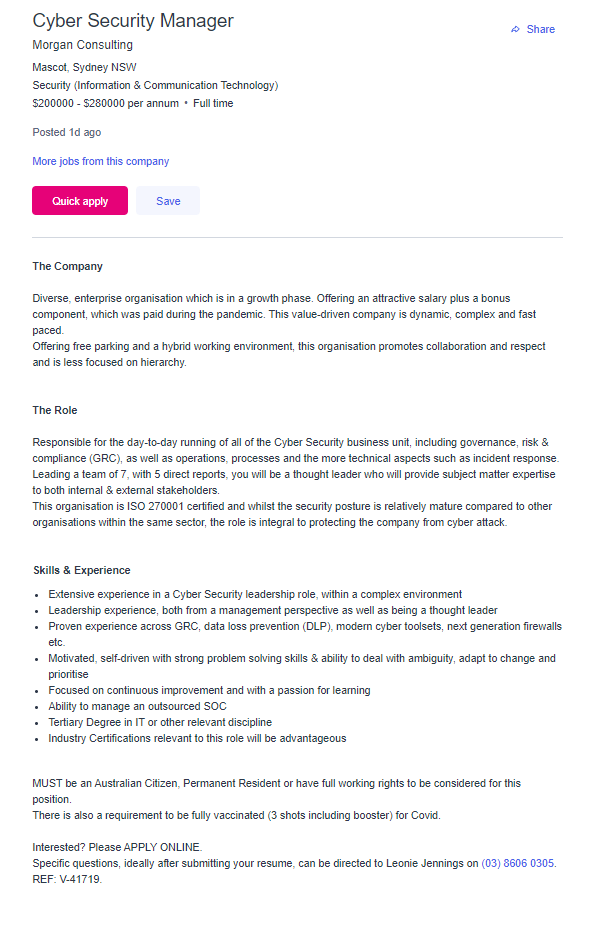 Cyber Security Manager
Share
Morgan Consulting
Mascot, Sydney NSW
Security (Information & Communication Technology)
$200000 - $280000 per annum • Full time
Posted 1d ago
More jobs from this company
Quick apply
Save
The Company
Diverse, enterprise organisation which is in a growth phase. Offering an attractive salary plus a bonus
component, which was paid during the pandemic. This value-driven company is dynamic, complex and fast
paced.
Offering free parking and a hybrid working environment, this organisation promotes collaboration and respect
and is less focused on hierarchy.
The Role
Responsible for the day-to-day running of all of the Cyber Security business unit, including governance, risk &
compliance (GRC), as well as operations, processes and the more technical aspects such as incident response.
Leading a team of 7, with 5 direct reports, you will be a thought leader who will provide subject matter expertise
to both internal & external stakeholders.
This organisation is ISO 270001 certified and whilst the security posture is relatively mature compared to other
organisations within the same sector, the role is integral to protecting the company from cyber attack.
Skills & Experience
• Extensive experience in a Cyber Security leadership role, within a complex environment
• Leadership experience, both from a management perspective as well as being a thought leader
• Proven experience across GRC, data loss prevention (DLP), modern cyber toolsets, next generation firewalls
etc.
• Motivated, self-driven with strong problem solving skills & ability to deal with ambiguity, adapt to change and
prioritise
• Focused on continuous improvement and with a passion for learning
• Ability to manage an outsourced SOC
• Tertiary Degree in IT or other relevant discipline
• Industry Certifications relevant to this role will be advantageous
MUST be an Australian Citizen, Permanent Resident or have full working rights to be considered for this
position.
There is also a requirement to be fully vaccinated (3 shots including booster) for Covid.
Interested? Please APPLY ONLINE.
Specific questions, ideally after submitting your resume, can be directed to Leonie Jennings on (03) 8606 0305.
REF: V-41719.